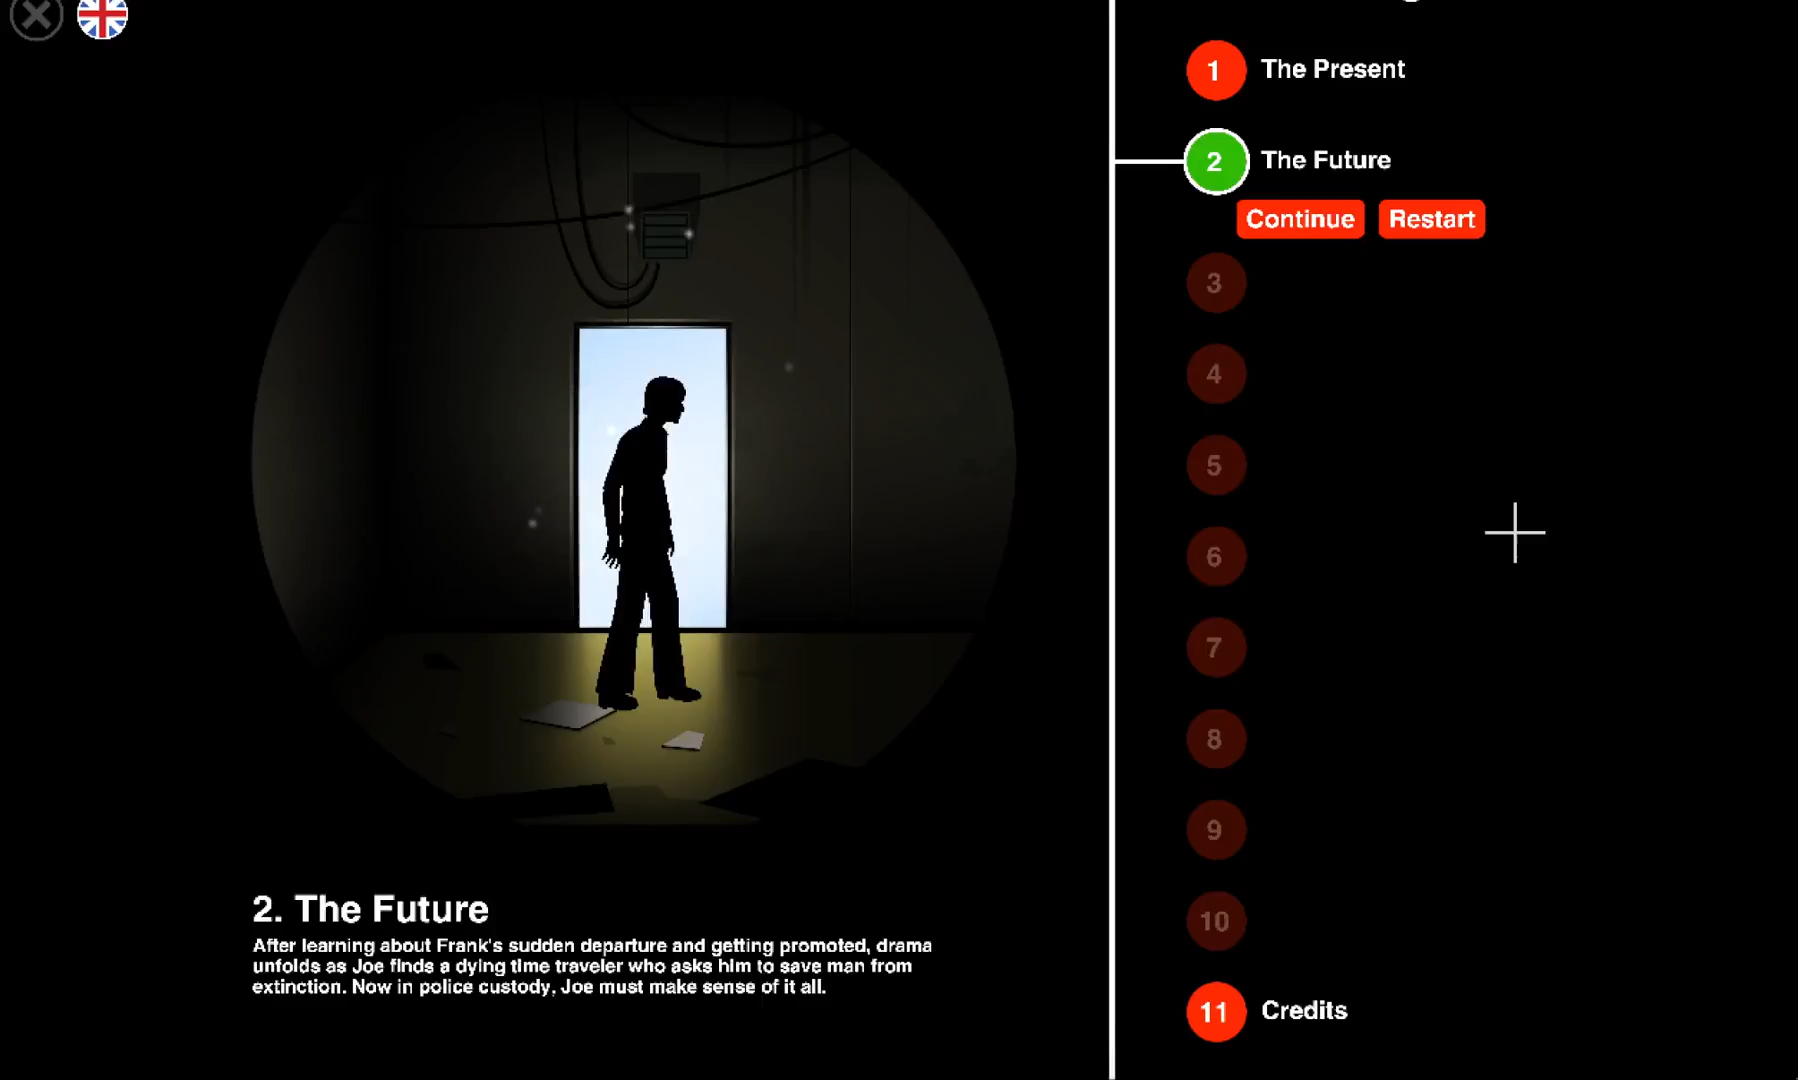 1 The Present
2 The Future
Continue Restart
3
4
5
6
7
8
9
10
11 Credits
2. The Future
After learning about Frank's sudden departure and getting promoted, drama
unfolds as Joe finds a dying time traveler who asks him to save man from
extinction. Now in police custody, Joe must make sense of it all.